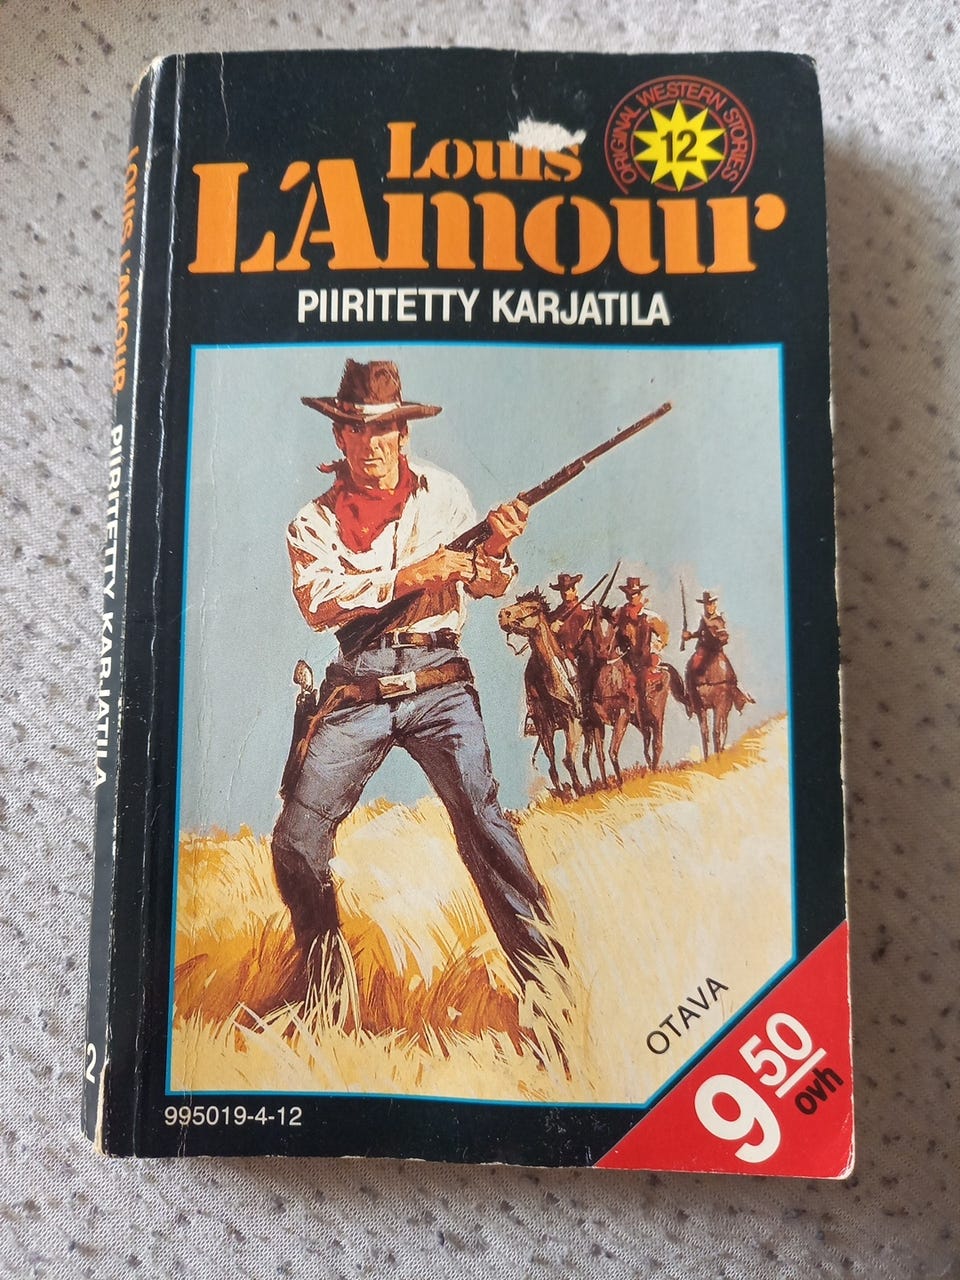 ORIGINAL WESTERN STORIES
12
Louis
L'Amour
PIIRITETTY KARJATILA
OTAVA
9 50
ovh
995019-4-12
LOUIS L'AMOUR PIIRITETTY KARJATILA